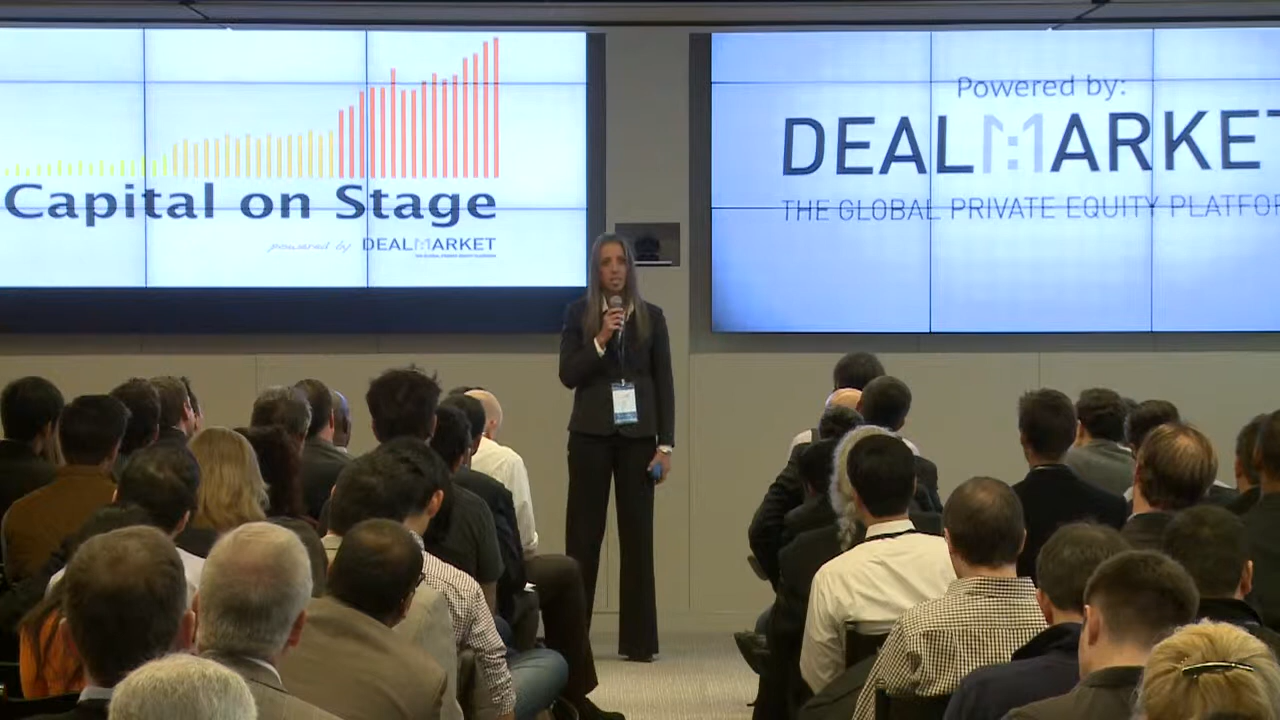 Capital on Stage
powered by DEALMARKET
Powered by:
DEALMARKET
THE GLOBAL PRIVATE EQUITY PLATFOR